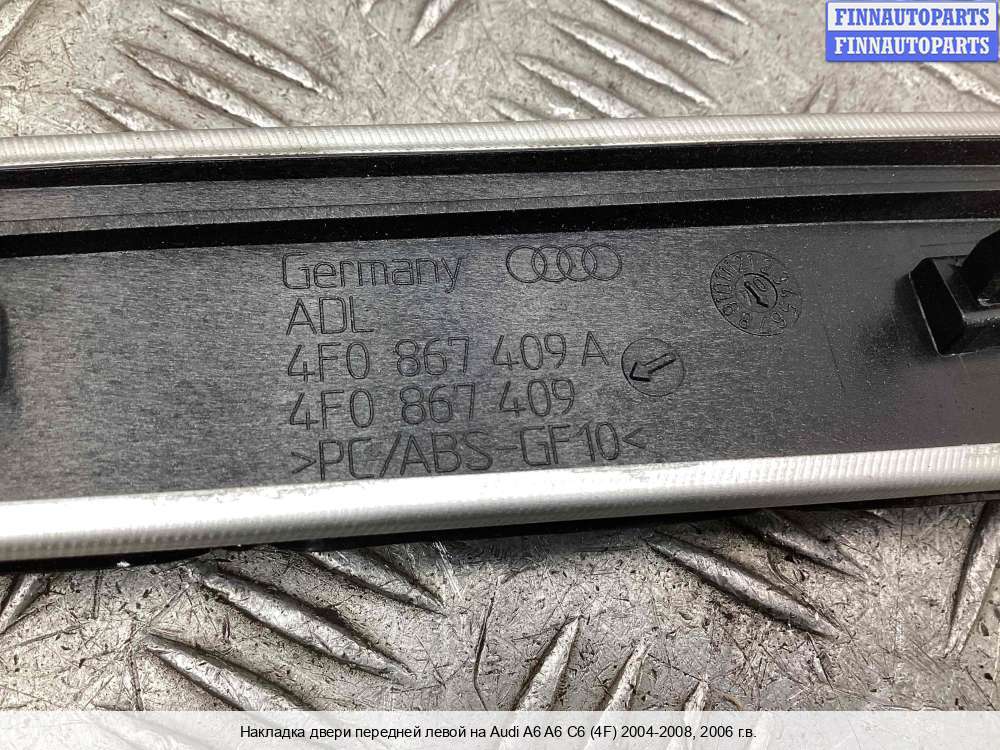 FINNAUTOPARTS
FINNAUTOPARTS
Germany
ADL
4F0 867 409 A
4F0 867 409
>PC/ABS-GF10<
Накладка двери передней левой на Audi A6 A6 C6 (4F) 2004-2008, 2006 г.в.